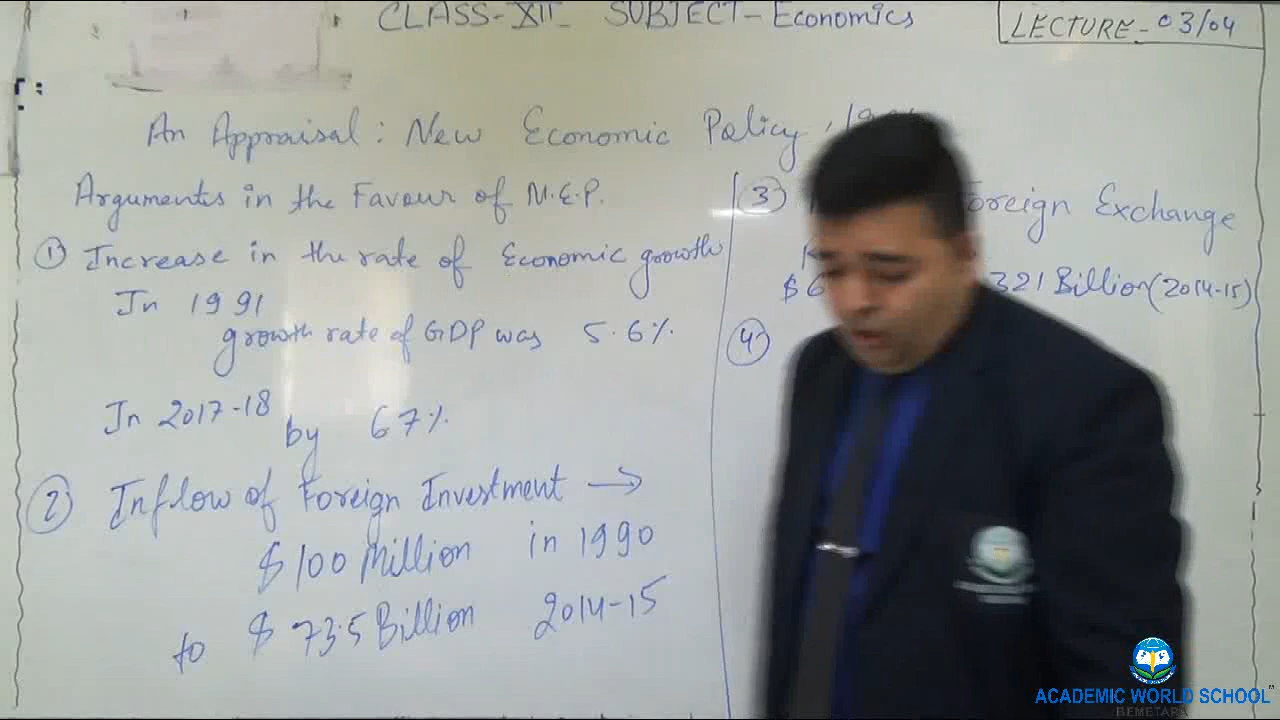 CLASS-XII SUBJECT-Economics
LECTURE-03/04
An Appraisal: New Economic Policy,
Arguments in the Favour of N.E.P.
① Increase in the rate of Economic growth
In 1991
growth rate of GDP was 5.6%.
In 2017-18
by 67%
② Inflow of Foreign Investment →
$100 Million in 1990
to $73.5 Billion 2014-15
③ Foreign Exchange
$6 321 Billion (2014-15)
④
ACADEMIC WORLD SCHOOL
BEMETARA